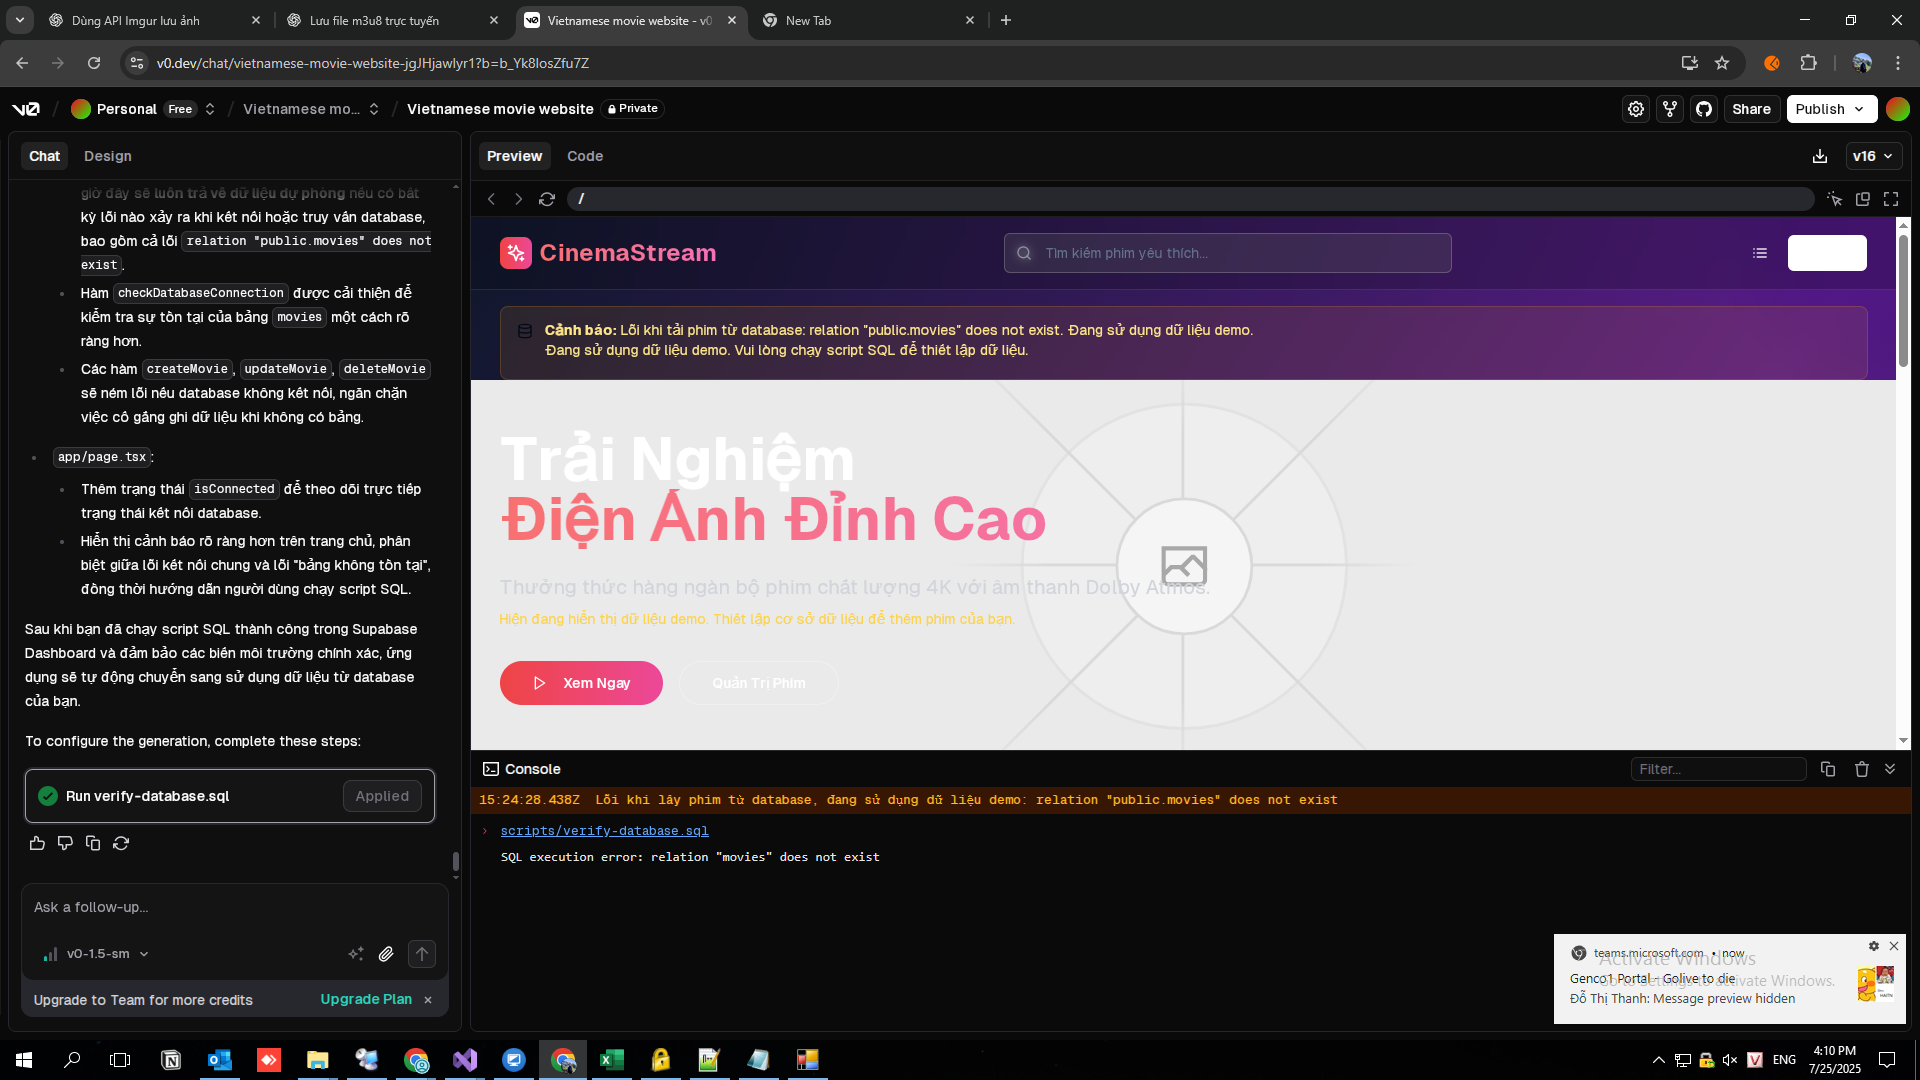 Dùng API Imgur lưu ảnh
Lưu file m3u8 trực tuyến
Vietnamese movie website - v0
New Tab
v0.dev/chat/vietnamese-movie-website-jgJHjawlyr1?b=b_Yk8IosZfu7Z
v0 / Personal Free / Vietnamese mo... / Vietnamese movie website Private
Share
Publish
Chat
Design
giờ đây sẽ luôn trả về dữ liệu dự phòng nếu có bất
kỳ lỗi nào xảy ra khi kết nối hoặc truy vấn database,
bao gồm cả lỗi relation "public.movies" does not
exist.
Hàm checkDatabaseConnection được cải thiện để
kiểm tra sự tồn tại của bảng movies một cách rõ
ràng hơn.
Các hàm createMovie, updateMovie, deleteMovie
sẽ ném lỗi nếu database không kết nối, ngăn chặn
việc cố gắng ghi dữ liệu khi không có bảng.
app/page.tsx:
Thêm trạng thái isConnected để theo dõi trực tiếp
trạng thái kết nối database.
Hiển thị cảnh báo rõ ràng hơn trên trang chủ, phân
biệt giữa lỗi kết nối chung và lỗi "bảng không tồn tại",
đồng thời hướng dẫn người dùng chạy script SQL.
Sau khi bạn đã chạy script SQL thành công trong Supabase
Dashboard và đảm bảo các biến môi trường chính xác, ứng
dụng sẽ tự động chuyển sang sử dụng dữ liệu từ database
của bạn.
To configure the generation, complete these steps:
Run verify-database.sql
Applied
Ask a follow-up...
v0-1.5-sm
Upgrade to Team for more credits
Upgrade Plan
Preview
Code
v16
/
CinemaStream
Tìm kiếm phim yêu thích...
Cảnh báo: Lỗi khi tải phim từ database: relation "public.movies" does not exist. Đang sử dụng dữ liệu demo.
Đang sử dụng dữ liệu demo. Vui lòng chạy script SQL để thiết lập dữ liệu.
Trải Nghiệm
Điện Ảnh Đỉnh Cao
Thưởng thức hàng ngàn bộ phim chất lượng 4K với âm thanh Dolby Atmos.
Hiện đang hiển thị dữ liệu demo. Thiết lập cơ sở dữ liệu để thêm phim của bạn.
Xem Ngay
Quản Trị Phim
Console
Filter...
15:24:28.438Z Lỗi khi lấy phim từ database, đang sử dụng dữ liệu demo: relation "public.movies" does not exist
scripts/verify-database.sql
SQL execution error: relation "movies" does not exist
teams.microsoft.com • now
Genco1 Portal - Golive to die
Đỗ Thị Thanh: Message preview hidden
Activate Windows
Go to Settings to activate Windows.
ENG
4:10 PM
7/25/2025